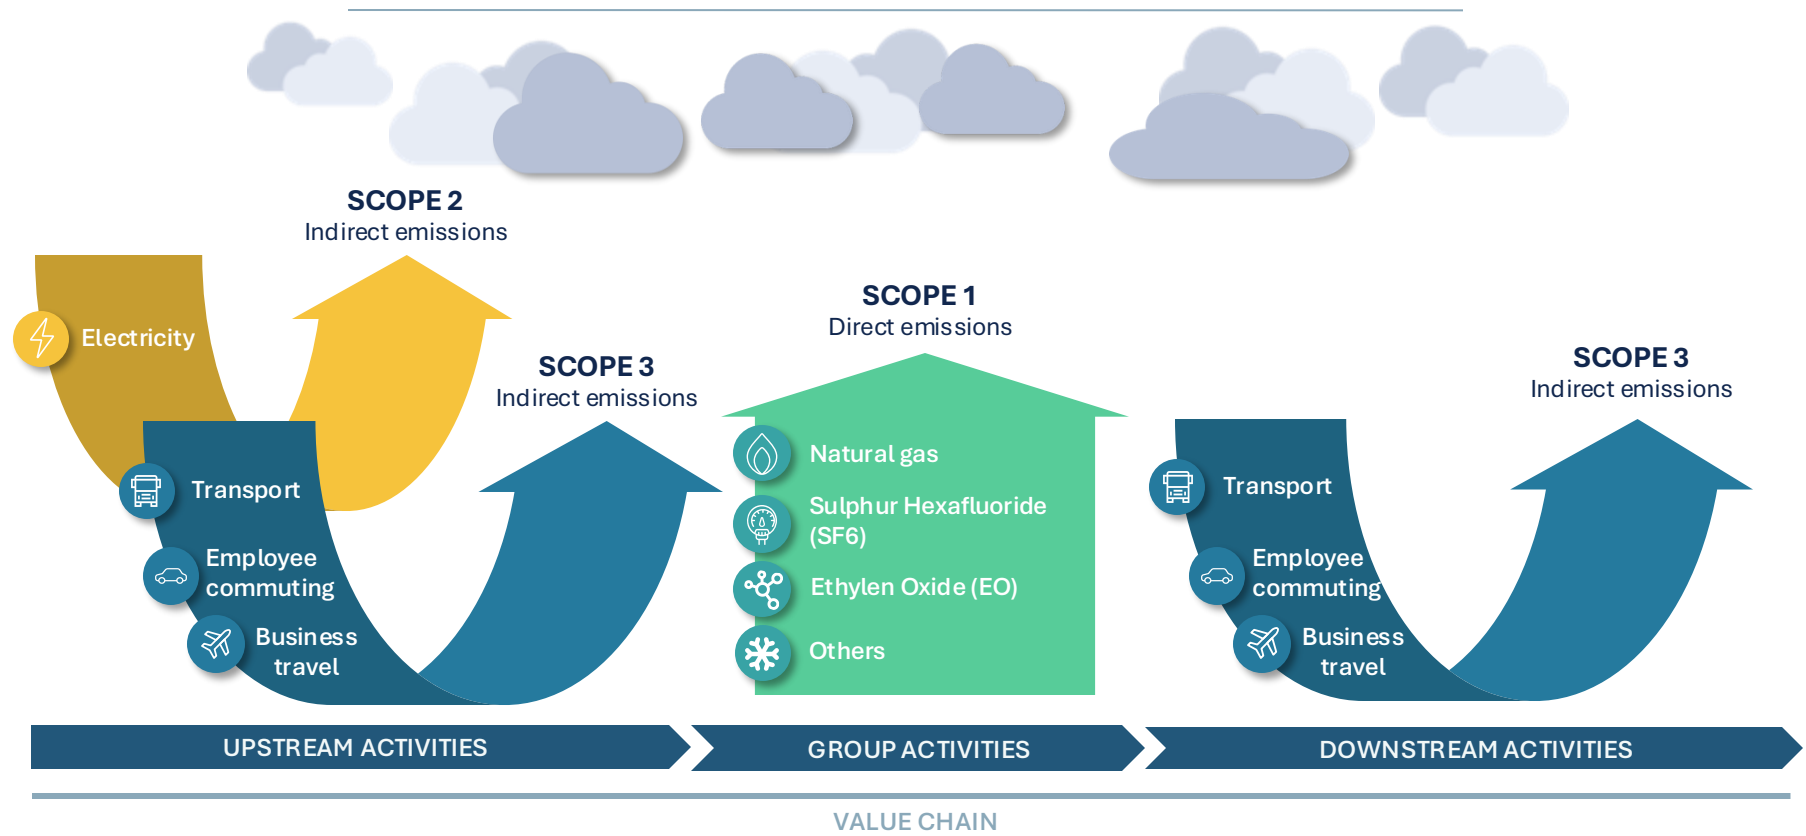 SCOPE 2
Indirect emissions
Electricity
SCOPE 3
Indirect emissions
Transport
Employee
commuting
Business
travel
SCOPE 1
Direct emissions
Natural gas
Sulphur Hexafluoride
(SF6)
Ethylen Oxide (EO)
Others
SCOPE 3
Indirect emissions
Transport
Employee
commuting
Business
travel
UPSTREAM ACTIVITIES
GROUP ACTIVITIES
DOWNSTREAM ACTIVITIES
VALUE CHAIN